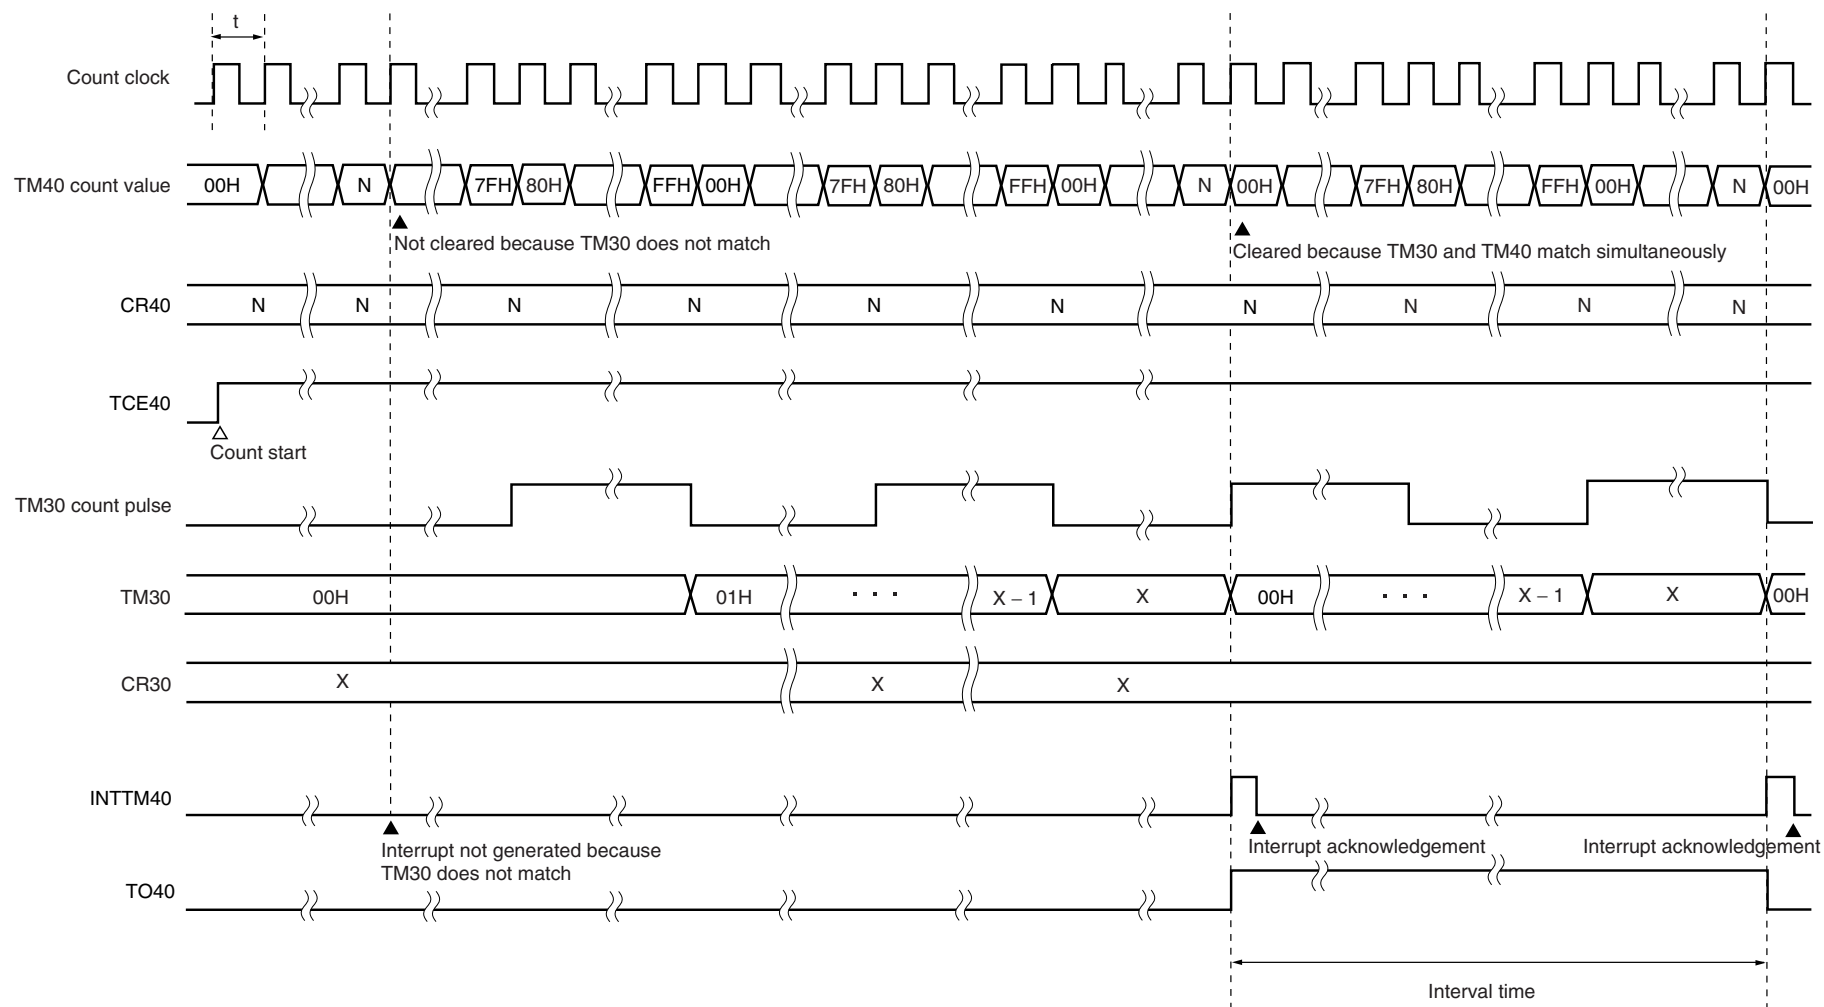 t
Count clock
TM40 count value 00H N 7FH 80H FFH 00H 7FH 80H FFH 00H N 00H 7FH 80H FFH 00H N 00H
Not cleared because TM30 does not match
Cleared because TM30 and TM40 match simultaneously
CR40 N N N N N N N N N N
TCE40
Count start
TM30 count pulse
TM30 00H 01H · · · X – 1 X 00H · · · X – 1 X 00H
CR30 X X X
INTTM40
Interrupt not generated because
TM30 does not match
Interrupt acknowledgement Interrupt acknowledgement
TO40
Interval time